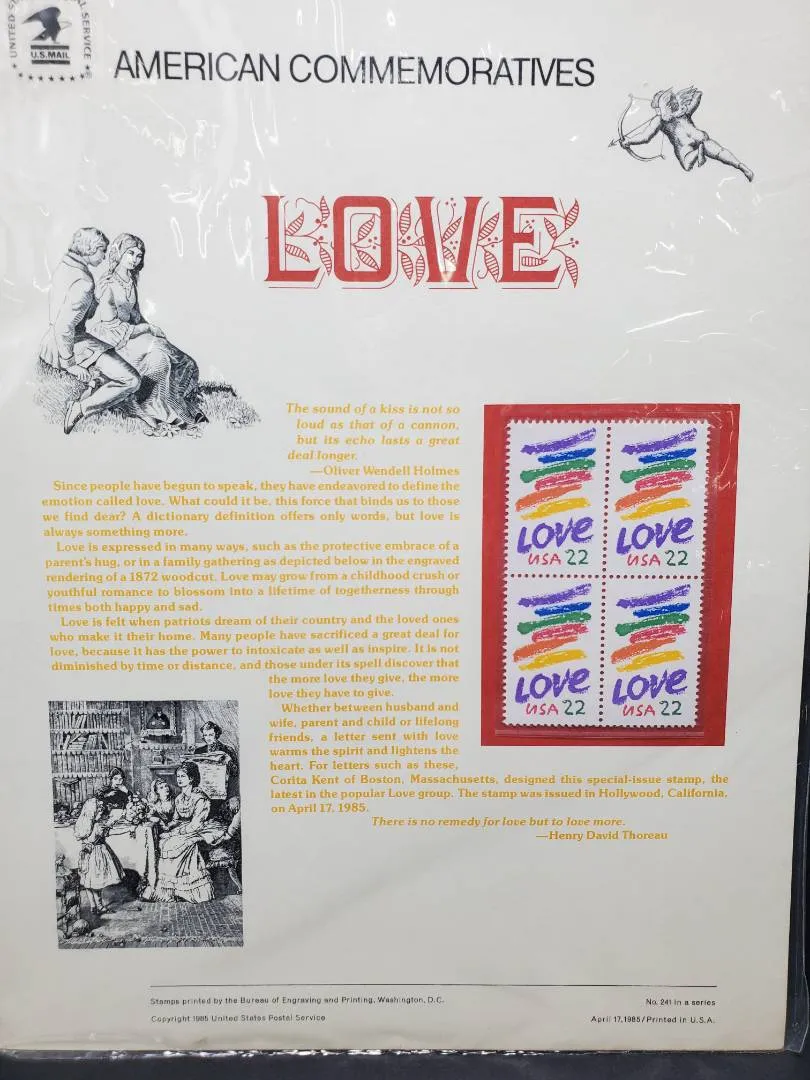 UNITED S AL SERVICE
U.S.MAIL
AMERICAN COMMEMORATIVES
LOVE
The sound of a kiss is not so
loud as that of a cannon,
but its echo lasts a great
deal longer.
—Oliver Wendell Holmes
Since people have begun to speak, they have endeavored to define the
emotion called love. What could it be, this force that binds us to those
we find dear? A dictionary definition offers only words, but love is
always something more.
Love is expressed in many ways, such as the protective embrace of a
parent's hug, or in a family gathering as depicted below in the engraved
rendering of a 1872 woodcut. Love may grow from a childhood crush or
youthful romance to blossom into a lifetime of togetherness through
times both happy and sad.
Love is felt when patriots dream of their country and the loved ones
who make it their home. Many people have sacrificed a great deal for
love, because it has the power to intoxicate as well as inspire. It is not
diminished by time or distance, and those under its spell discover that
the more love they give, the more
love they have to give.
Whether between husband and
wife, parent and child or lifelong
friends, a letter sent with love
warms the spirit and lightens the
heart. For letters such as these,
Corita Kent of Boston, Massachusetts, designed this special-issue stamp, the
latest in the popular Love group. The stamp was issued in Hollywood, California,
on April 17, 1985.
There is no remedy for love but to love more.
—Henry David Thoreau
LOVE
USA 22
LOVE
USA 22
LOVE
USA 22
LOVE
USA 22
Stamps printed by the Bureau of Engraving and Printing, Washington, D.C.
No. 241 in a series
Copyright 1985 United States Postal Service
April 17, 1985/Printed in U.S.A.